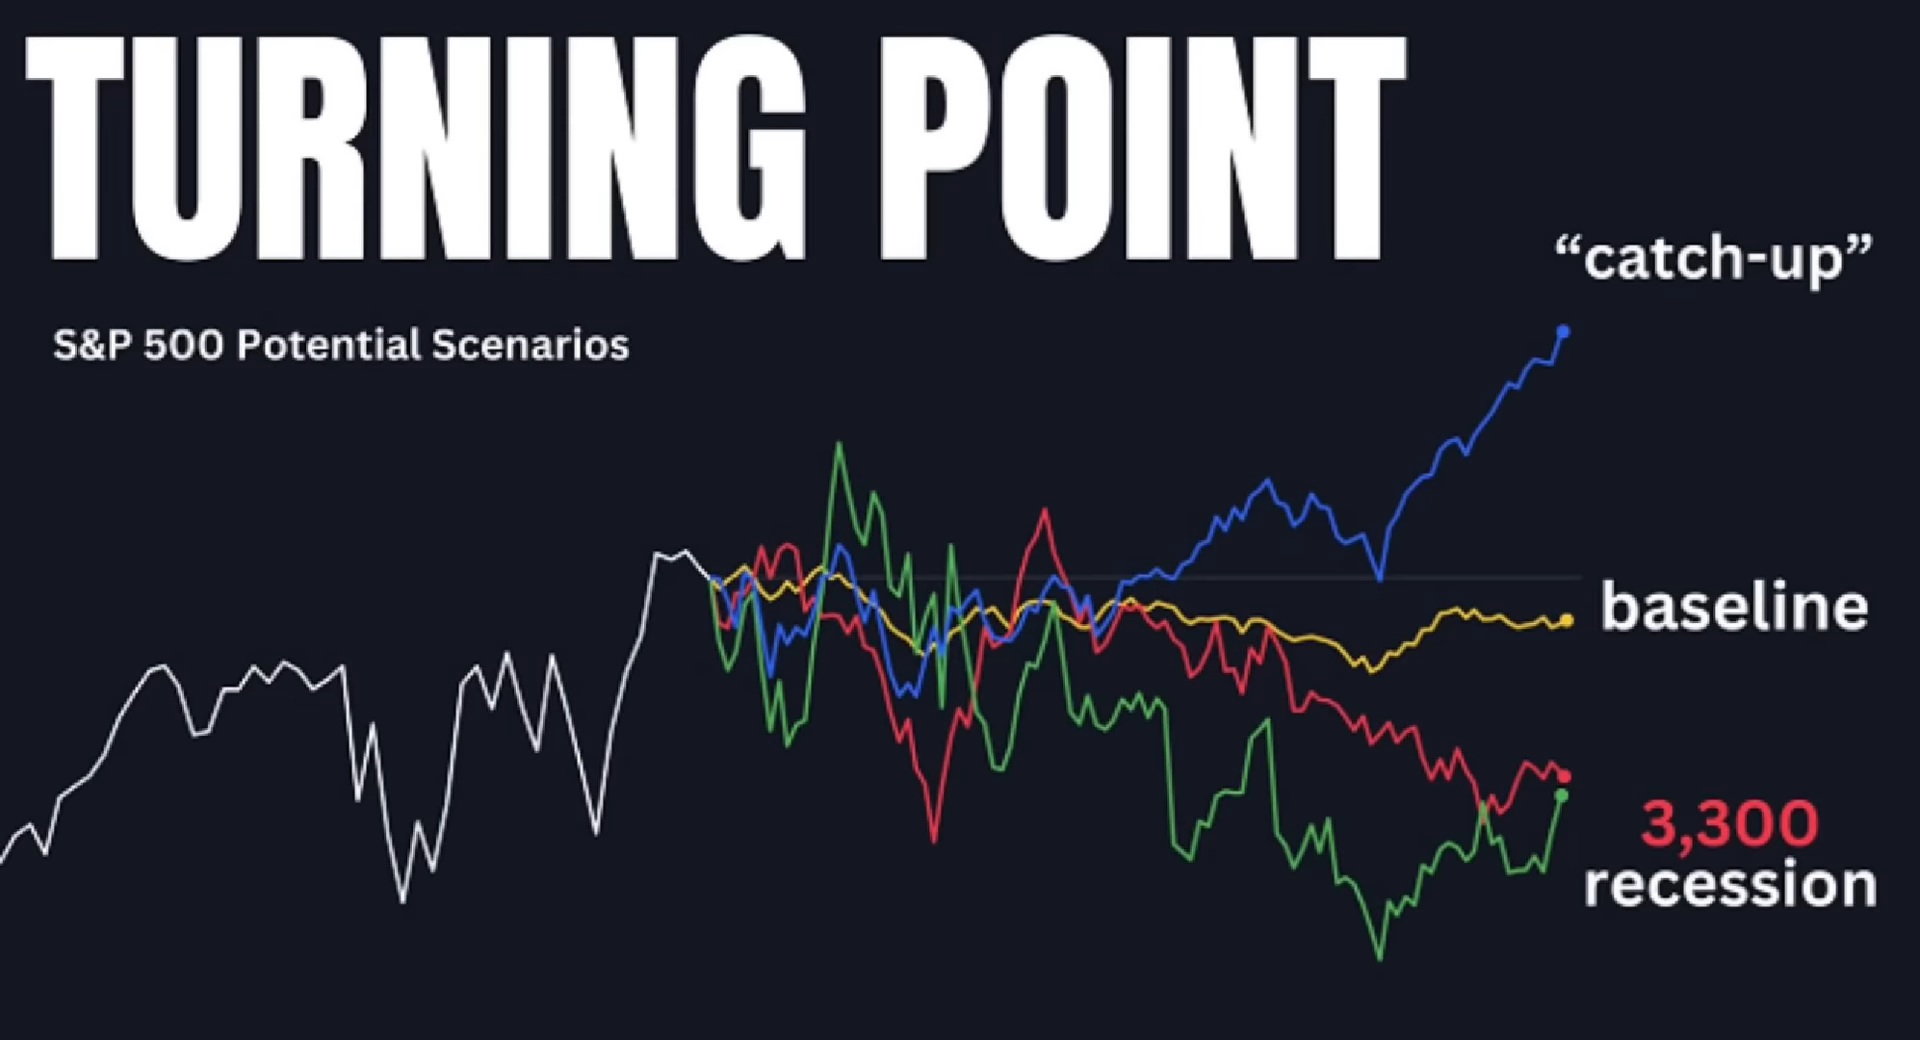 TURNING POINT
“catch-up”
S&P 500 Potential Scenarios
baseline
3,300
recession